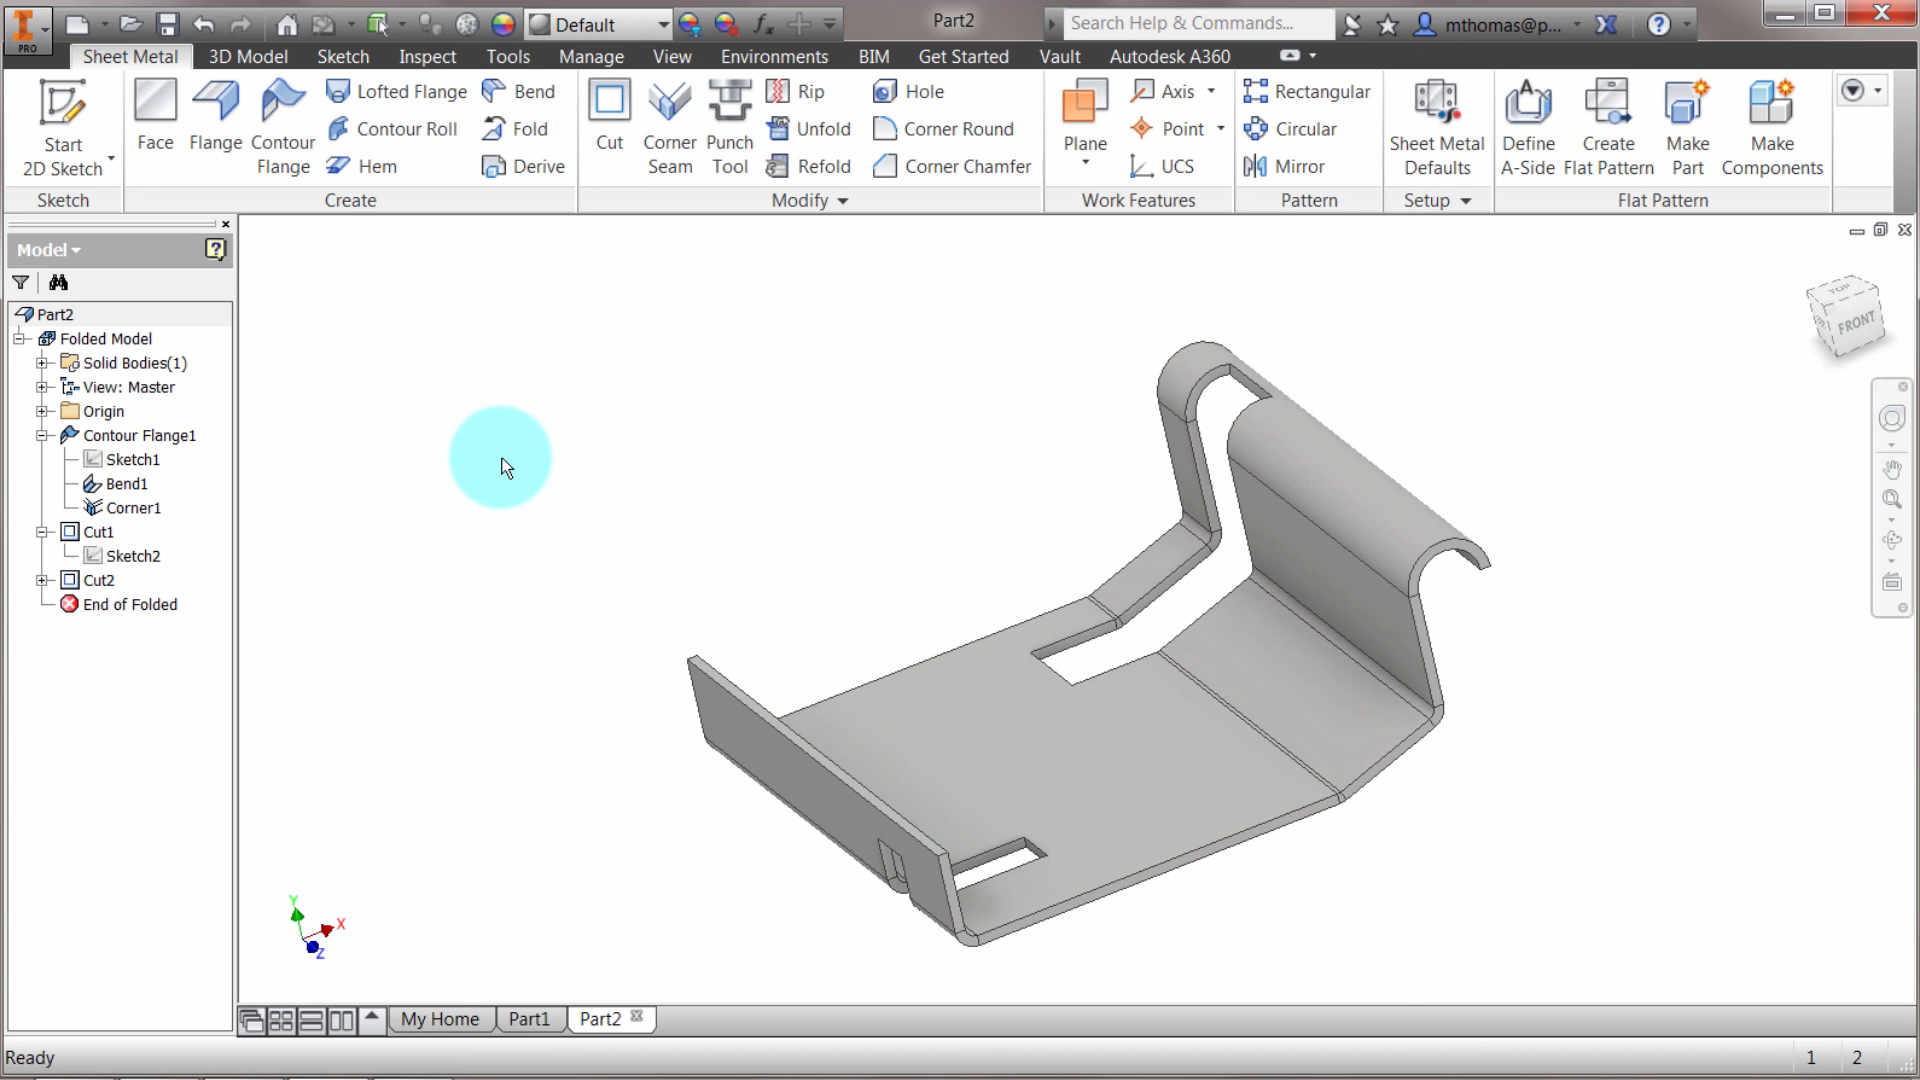 PRO
Default
fx
Part2
Search Help & Commands...
mthomas@p...
Sheet Metal 3D Model Sketch Inspect Tools Manage View Environments BIM Get Started Vault Autodesk A360
Start
2D Sketch
Face
Flange
Contour
Flange
Lofted Flange
Contour Roll
Hem
Bend
Fold
Derive
Cut
Corner
Seam
Punch
Tool
Rip
Unfold
Refold
Hole
Corner Round
Corner Chamfer
Plane
Axis
Point
UCS
Rectangular
Circular
Mirror
Sheet Metal
Defaults
Define
A-Side
Create
Flat Pattern
Make
Part
Make
Components
Sketch Create Modify Work Features Pattern Setup Flat Pattern
Model
Part2
Folded Model
Solid Bodies(1)
View: Master
Origin
Contour Flange1
Sketch1
Bend1
Corner1
Cut1
Sketch2
Cut2
End of Folded
TOP
FRONT
Y
X
Z
My Home Part1 Part2
Ready 1 2